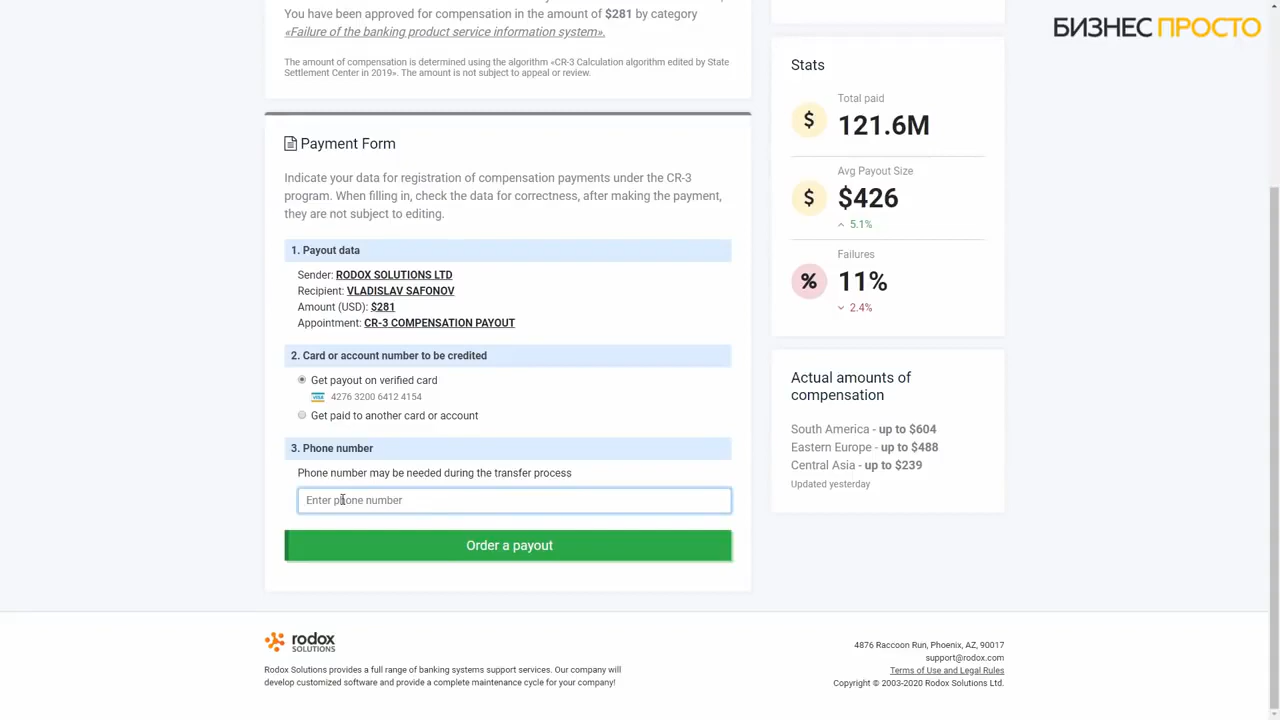 You have been approved for compensation in the amount of $281 by category
«Failure of the banking product service information system».
The amount of compensation is determined using the algorithm «CR-3 Calculation algorithm edited by State
Settlement Center in 2019». The amount is not subject to appeal or review.
Payment Form
Indicate your data for registration of compensation payments under the CR-3
program. When filling in, check the data for correctness, after making the payment,
they are not subject to editing.
1. Payout data
Sender: RODOX SOLUTIONS LTD
Recipient: VLADISLAV SAFONOV
Amount (USD): $281
Appointment: CR-3 COMPENSATION PAYOUT
2. Card or account number to be credited
Get payout on verified card
VISA 4276 3200 6412 4154
Get paid to another card or account
3. Phone number
Phone number may be needed during the transfer process
Enter phone number
Order a payout
БИЗНЕС ПРОСТО
Stats
$
Total paid
121.6M
$
Avg Payout Size
$426
5.1%
%
Failures
11%
2.4%
Actual amounts of
compensation
South America - up to $604
Eastern Europe - up to $488
Central Asia - up to $239
Updated yesterday
rodox
SOLUTIONS
Rodox Solutions provides a full range of banking systems support services. Our company will
develop customized software and provide a complete maintenance cycle for your company!
4876 Raccoon Run, Phoenix, AZ, 90017
support@rodox.com
Terms of Use and Legal Rules
Copyright © 2003-2020 Rodox Solutions Ltd.